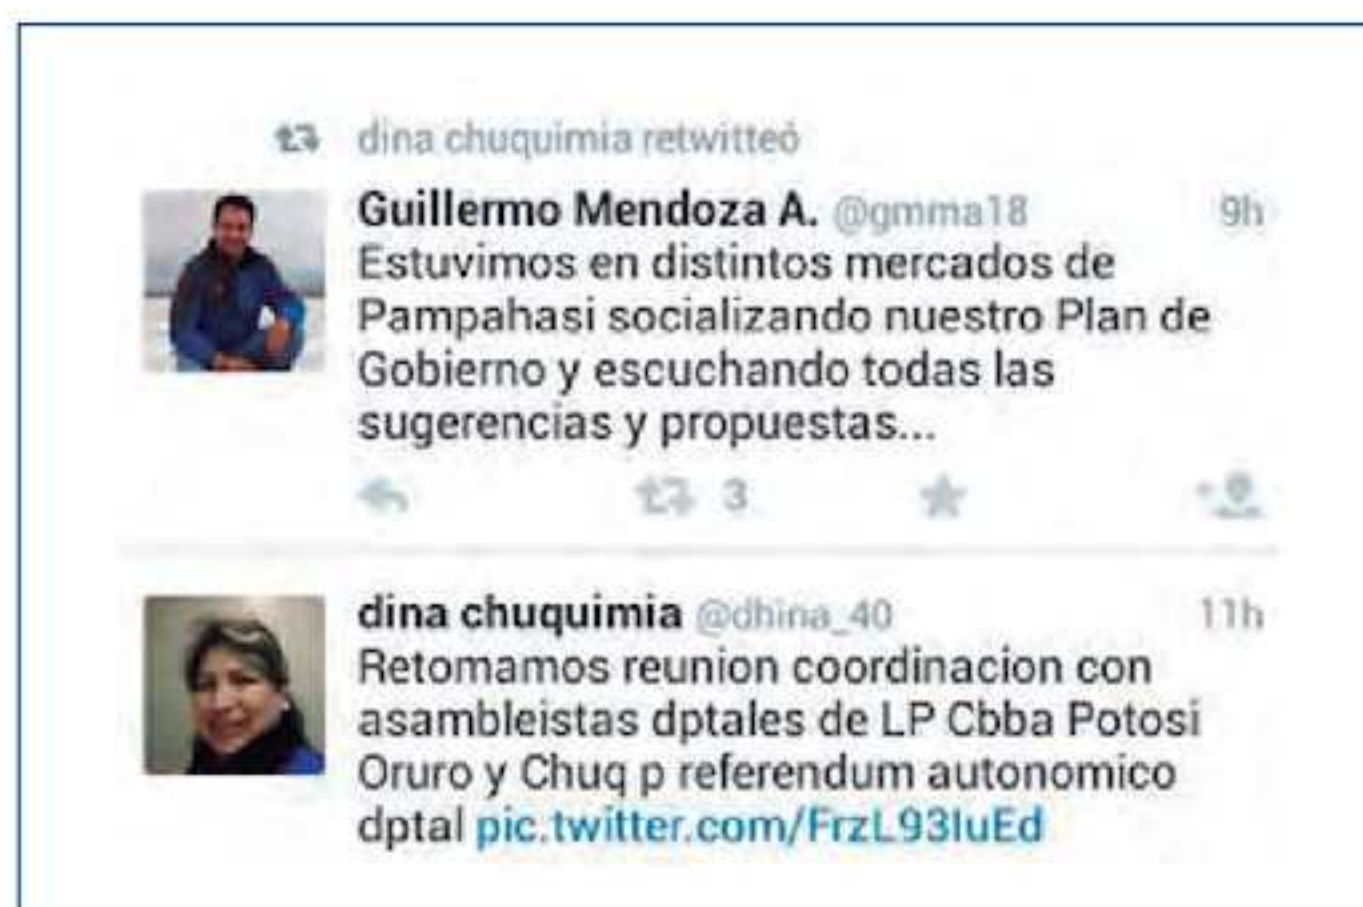 dina chuquimia retwitteó
Guillermo Mendoza A. @gmma18 9h
Estuvimos en distintos mercados de
Pampahasi socializando nuestro Plan de
Gobierno y escuchando todas las
sugerencias y propuestas...
3
dina chuquimia @dhina_40 11h
Retomamos reunion coordinacion con
asambleistas dptales de LP Cbba Potosi
Oruro y Chuq p referendum autonomico
dptal pic.twitter.com/FrzL93IuEd